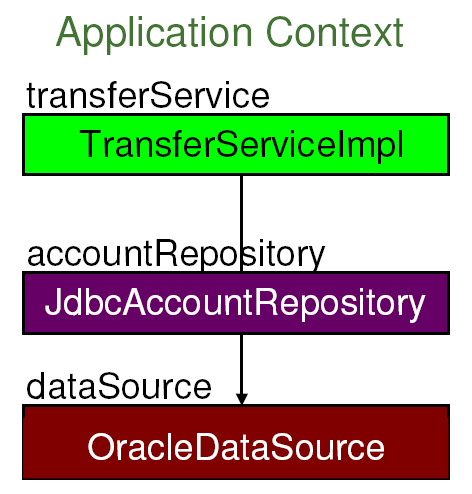 Application Context
transferService
TransferServiceImpl
accountRepository
JdbcAccountRepository
dataSource
OracleDataSource